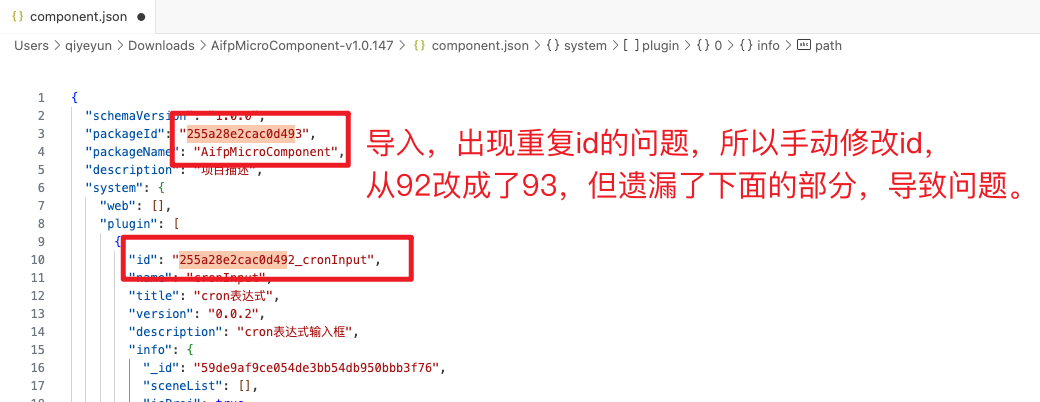 component.json
Users > qiyeyun > Downloads > AifpMicroComponent-v1.0.147 > {} component.json > {} system > [ ] plugin > {} 0 > {} info > abc path
1 {
2 "schemaVersion": "1.0.0",
3 "packageId": "255a28e2cac0d493",
4 "packageName": "AifpMicroComponent",
5 "description": "项目描述",
6 "system": {
7 "web": [],
8 "plugin": [
9 {
10 "id": "255a28e2cac0d492_cronInput",
11 "name": "cronInput",
12 "title": "cron表达式",
13 "version": "0.0.2",
14 "description": "cron表达式输入框",
15 "info": {
16 "_id": "59de9af9ce054de3bb54db950bbb3f76",
17 "sceneList": [],
导入，出现重复id的问题，所以手动修改id，
从92改成了93，但遗漏了下面的部分，导致问题。